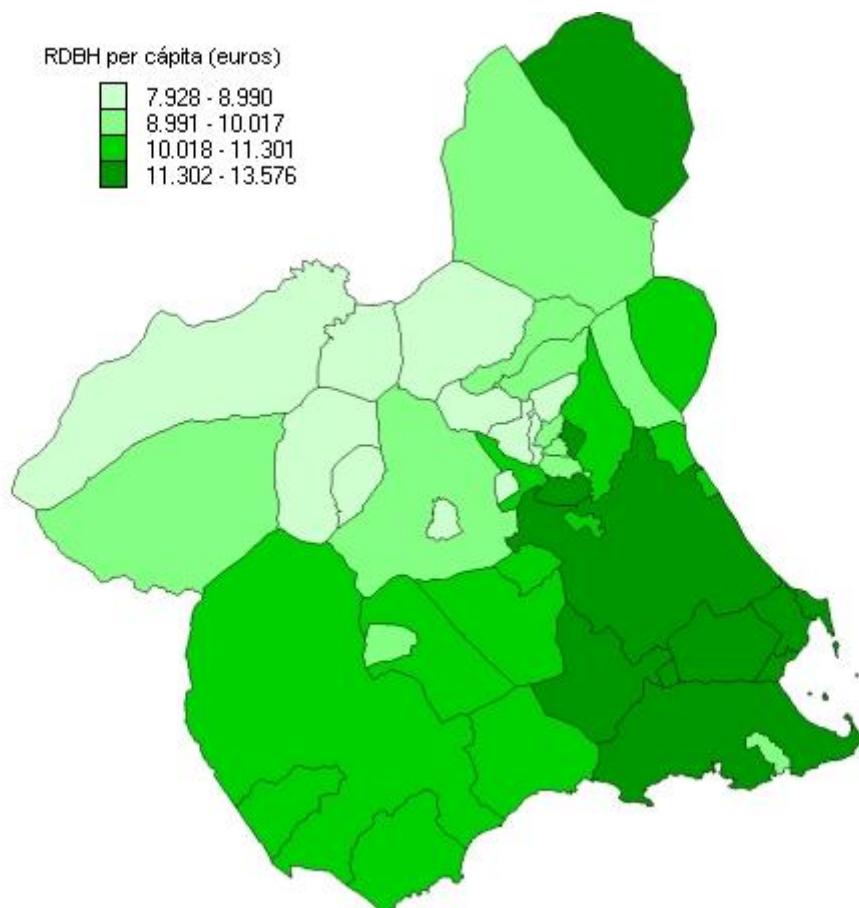 RDBH per cápita (euros)
7.928 - 8.990
8.991 - 10.017
10.018 - 11.301
11.302 - 13.576